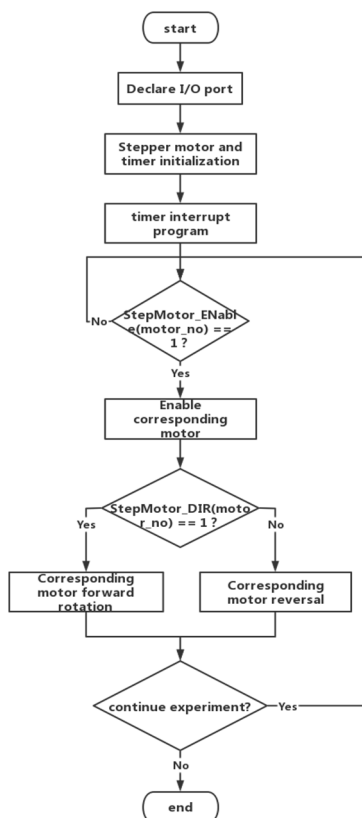 start
Declare I/O port
Stepper motor and
timer initialization
timer interrupt
program
StepMotor_ENabl
e(motor_no) ==
1 ?
No
Yes
Enable
corresponding
motor
StepMotor_DIR(moto
r_no) == 1 ?
Yes
No
Corresponding
motor forward
rotation
Corresponding
motor reversal
continue experiment?
Yes
No
end